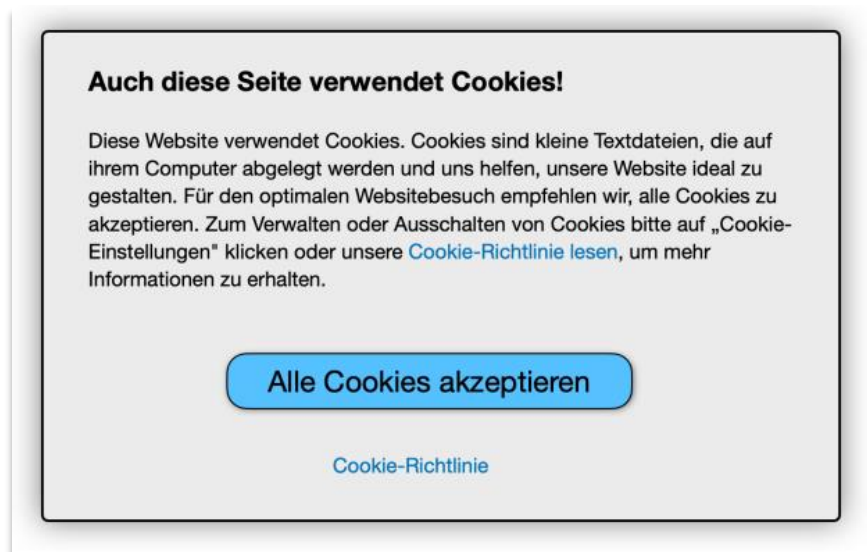 Auch diese Seite verwendet Cookies!
Diese Website verwendet Cookies. Cookies sind kleine Textdateien, die auf
ihrem Computer abgelegt werden und uns helfen, unsere Website ideal zu
gestalten. Für den optimalen Websitebesuch empfehlen wir, alle Cookies zu
akzeptieren. Zum Verwalten oder Ausschalten von Cookies bitte auf „Cookie-
Einstellungen" klicken oder unsere Cookie-Richtlinie lesen, um mehr
Informationen zu erhalten.
Alle Cookies akzeptieren
Cookie-Richtlinie